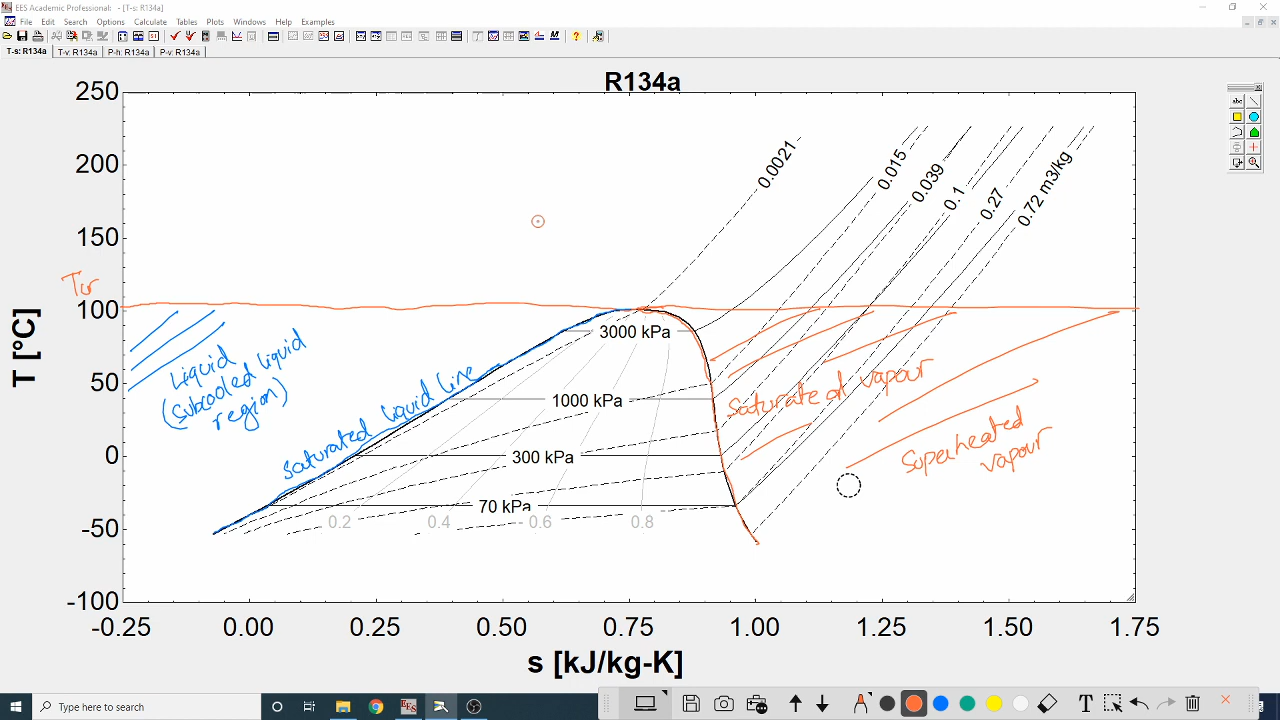 EES Academic Professional: - [T-s: R134a]
File Edit Search Options Calculate Tables Plots Windows Help Examples
T-s: R134a T-v: R134a P-h: R134a P-v: R134a
R134a
250
200
150
100
50
0
-50
-100
T [°C]
-0.25 0.00 0.25 0.50 0.75 1.00 1.25 1.50 1.75
s [kJ/kg-K]
0.0021
0.015
0.039
0.1
0.27
0.72 m3/kg
Tcr
3000 kPa
1000 kPa
300 kPa
70 kPa
0.2 0.4 0.6 0.8
Liquid
(subcooled liquid
region)
Saturated liquid line
Saturated vapour
Superheated
vapour
abc
Type here to search